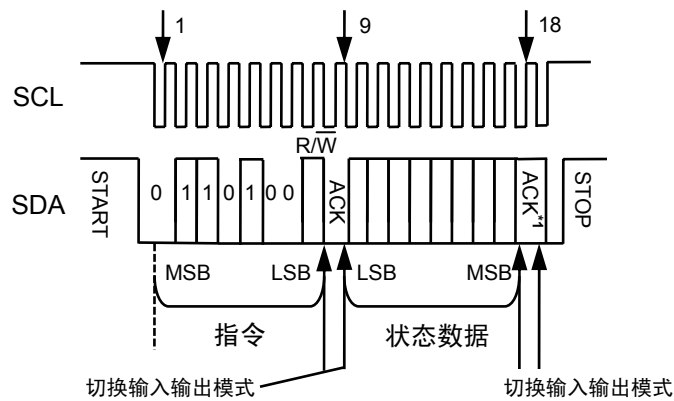 1 9 18
SCL
R/W̅
SDA START 0 1 1 0 1 0 0 ACK ACK*1 STOP
MSB LSB LSB MSB
指令 状态数据
切换输入输出模式 切换输入输出模式